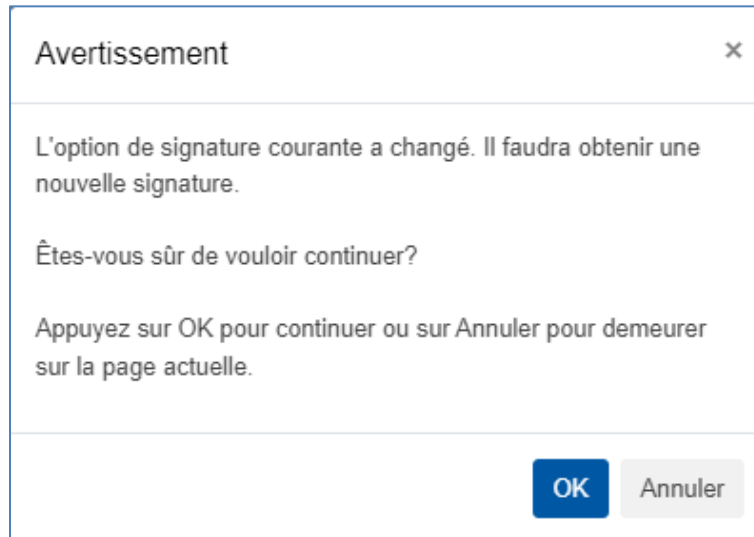 Avertissement ×
L'option de signature courante a changé. Il faudra obtenir une
nouvelle signature.
Êtes-vous sûr de vouloir continuer?
Appuyez sur OK pour continuer ou sur Annuler pour demeurer
sur la page actuelle.
OK Annuler